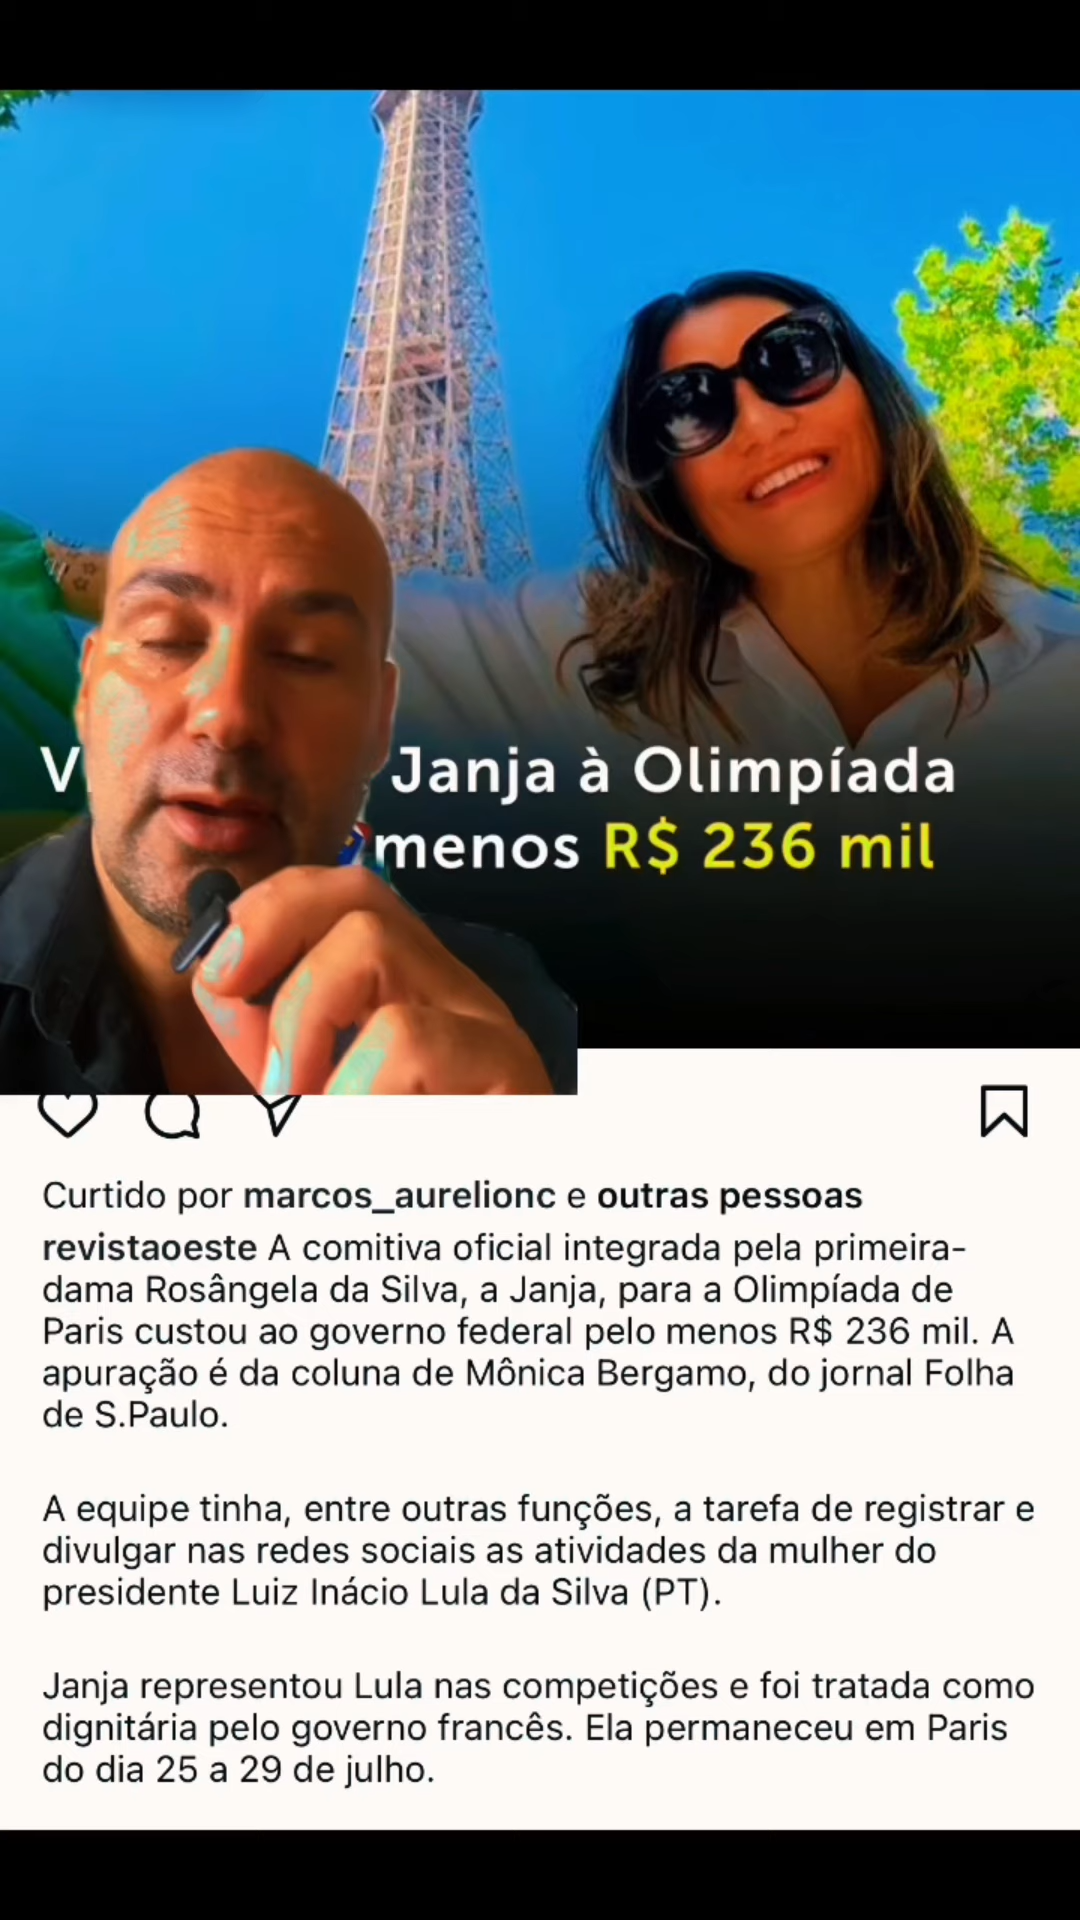 Janja à Olimpíada
menos R$ 236 mil
Curtido por marcos_aurelionc e outras pessoas
revistaoeste A comitiva oficial integrada pela primeira-
dama Rosângela da Silva, a Janja, para a Olimpíada de
Paris custou ao governo federal pelo menos R$ 236 mil. A
apuração é da coluna de Mônica Bergamo, do jornal Folha
de S.Paulo.
A equipe tinha, entre outras funções, a tarefa de registrar e
divulgar nas redes sociais as atividades da mulher do
presidente Luiz Inácio Lula da Silva (PT).
Janja representou Lula nas competições e foi tratada como
dignitária pelo governo francês. Ela permaneceu em Paris
do dia 25 a 29 de julho.